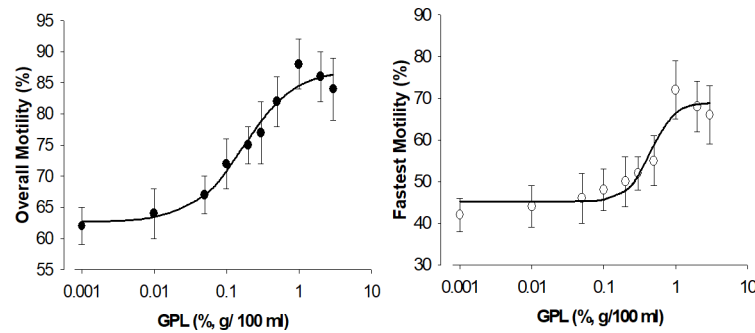 Overall Motility (%)
95
90
85
80
75
70
65
60
55
0.001 0.01 0.1 1 10
GPL (%, g/ 100 ml)
Fastest Motility (%)
90
80
70
60
50
40
30
0.001 0.01 0.1 1 10
GPL (%, g/100 ml)